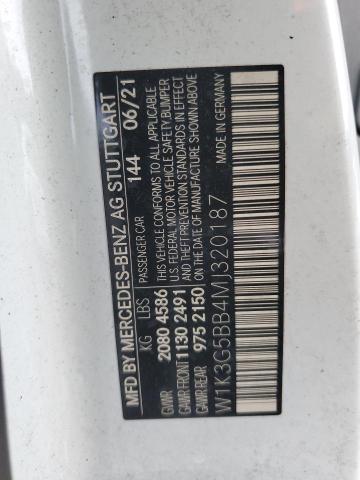 MFD BY MERCEDES-BENZ AG STUTTGART
PASSENGER CAR 144 06/21
KG LBS THIS VEHICLE CONFORMS TO ALL APPLICABLE
GVWR 2080 4586 U.S. FEDERAL MOTOR VEHICLE SAFETY, BUMPER
GAWR FRONT 1130 2491 AND THEFT PREVENTION STANDARDS IN EFFECT
GAWR REAR 975 2150 ON THE DATE OF MANUFACTURE SHOWN ABOVE
W1K3G5BB4MJ320187 MADE IN GERMANY